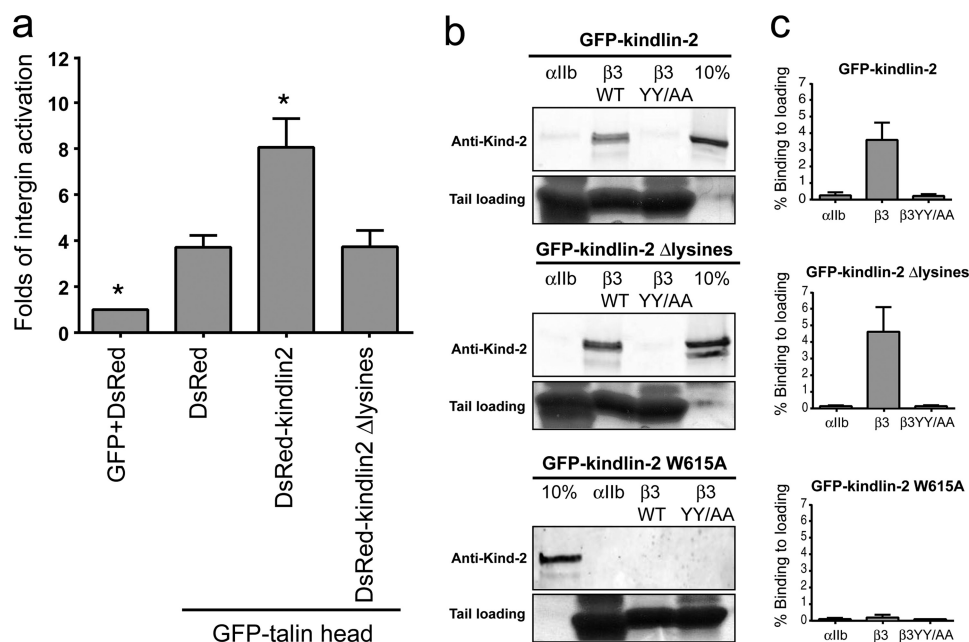 a
Folds of intergin activation
12
10
8
6
4
2
0
*
*
GFP+DsRed
DsRed
DsRed-kindlin2
DsRed-kindlin2 Δlysines
GFP-talin head
b
GFP-kindlin-2
αIIb β3 WT β3 YY/AA 10%
Anti-Kind-2
Tail loading
GFP-kindlin-2 Δlysines
αIIb β3 WT β3 YY/AA 10%
Anti-Kind-2
Tail loading
GFP-kindlin-2 W615A
10% αIIb β3 WT β3 YY/AA
Anti-Kind-2
Tail loading
c
GFP-kindlin-2
% Binding to loading
7
6
5
4
3
2
1
0
αIIb β3 β3YY/AA
GFP-kindlin-2 Δlysines
% Binding to loading
7
6
5
4
3
2
1
0
αIIb β3 β3YY/AA
GFP-kindlin-2 W615A
% Binding to loading
7
6
5
4
3
2
1
0
αIIb β3 β3YY/AA